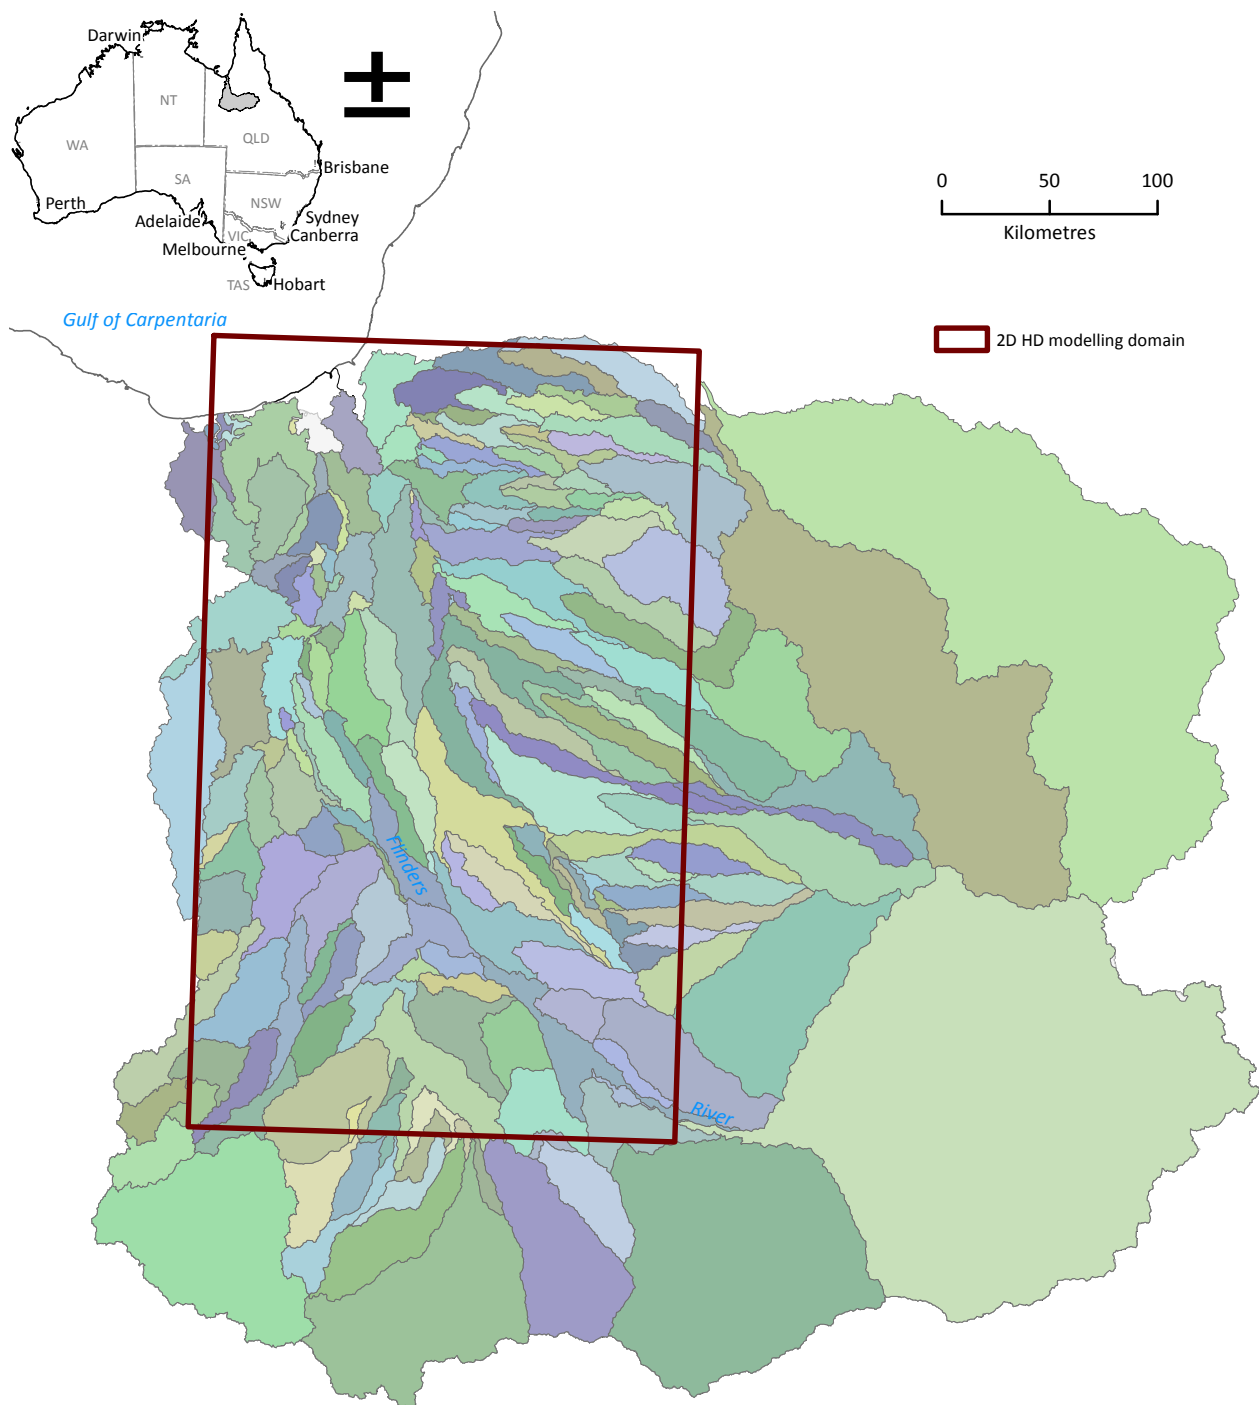 Darwin
NT
WA
QLD
Brisbane
SA
NSW
Perth
Adelaide
Sydney
VIC
Canberra
Melbourne
TAS
Hobart
0 50 100
Kilometres
Gulf of Carpentaria
2D HD modelling domain
Flinders
River